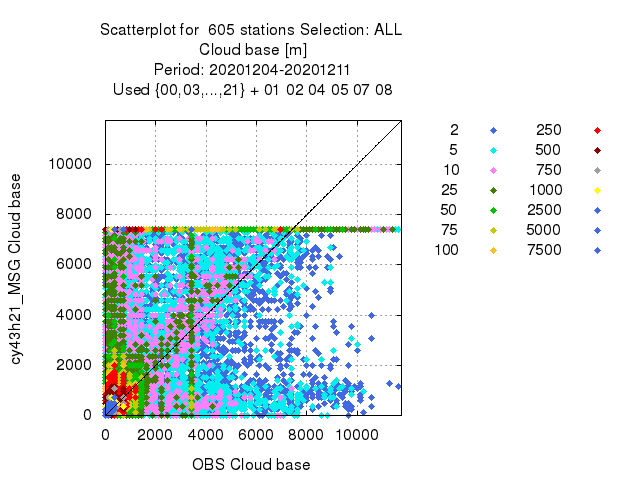 Scatterplot for 605 stations Selection: ALL
Cloud base [m]
Period: 20201204-20201211
Used {00,03,...,21} + 01 02 04 05 07 08
2 250
5 500
10 750
25 1000
50 2500
75 5000
100 7500
cy43h21_MSG Cloud base
10000
8000
6000
4000
2000
0
0 2000 4000 6000 8000 10000
OBS Cloud base